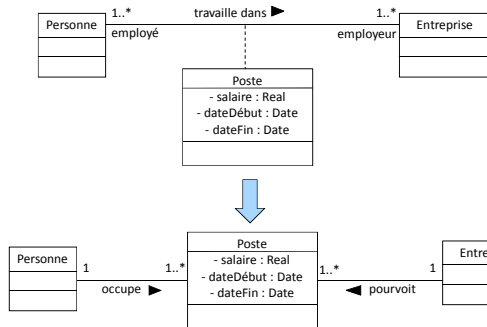 travaille dans
Personne 1..* 1..* Entreprise
employé employeur
Poste
- salaire : Real
- dateDébut : Date
- dateFin : Date
Poste
Personne 1 1..* - salaire : Real 1..* 1 Entre
- dateDébut : Date
occupe - dateFin : Date pourvoit